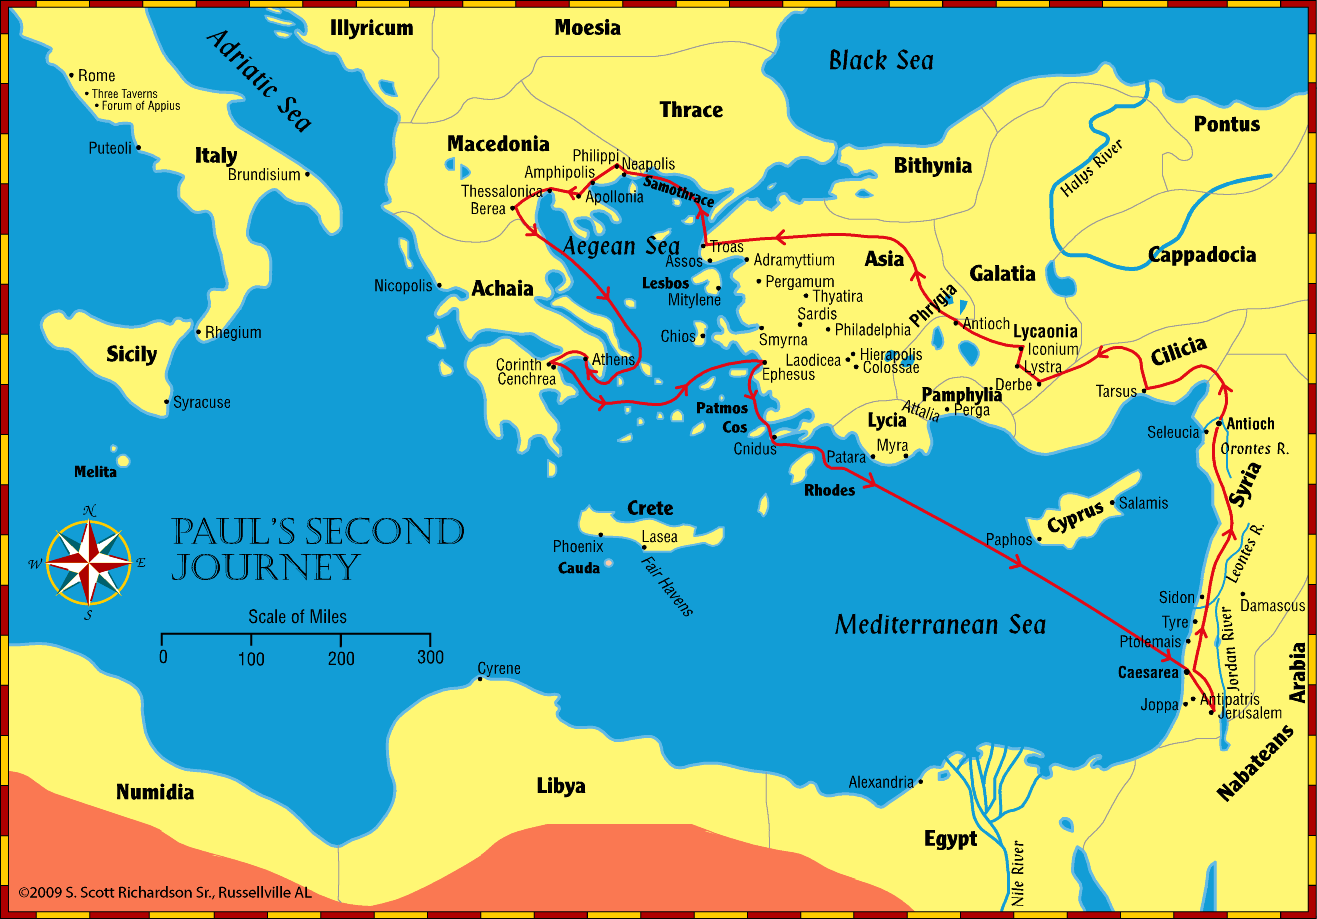 Illyricum
Moesia
Black Sea
Adriatic Sea
Rome
Three Taverns
Forum of Appius
Thrace
Pontus
Puteoli
Italy
Macedonia
Halys River
Brundisium
Philippi
Neapolis
Bithynia
Amphipolis
Thessalonica
Apollonia
Samothrace
Berea
Aegean Sea
Troas
Asia
Cappadocia
Assos
Adramyttium
Galatia
Nicopolis
Achaia
Lesbos
Pergamum
Mitylene
Thyatira
Phrygia
Sardis
Rhegium
Chios
Smyrna
Philadelphia
Antioch
Lycaonia
Sicily
Corinth
Athens
Laodicea
Hierapolis
Iconium
Cilicia
Cenchrea
Ephesus
Colossae
Lystra
Derbe
Tarsus
Syracuse
Patmos
Pamphylia
Attalia
Perga
Cos
Lycia
Seleucia
Antioch
Cnidus
Patara
Myra
Orontes R.
Melita
Rhodes
Syria
N
Crete
Cyprus
Salamis
PAUL'S SECOND
JOURNEY
Phoenix
Lasea
Paphos
W
E
Cauda
Fair Havens
Leontes R.
S
Scale of Miles
Sidon
Damascus
Mediterranean Sea
Tyre
Ptolemais
Jordan River
0
100
200
300
Cyrene
Caesarea
Arabia
Joppa
Antipatris
Jerusalem
Nabateans
Numidia
Libya
Alexandria
Egypt
Nile River
©2009 S. Scott Richardson Sr., Russellville AL